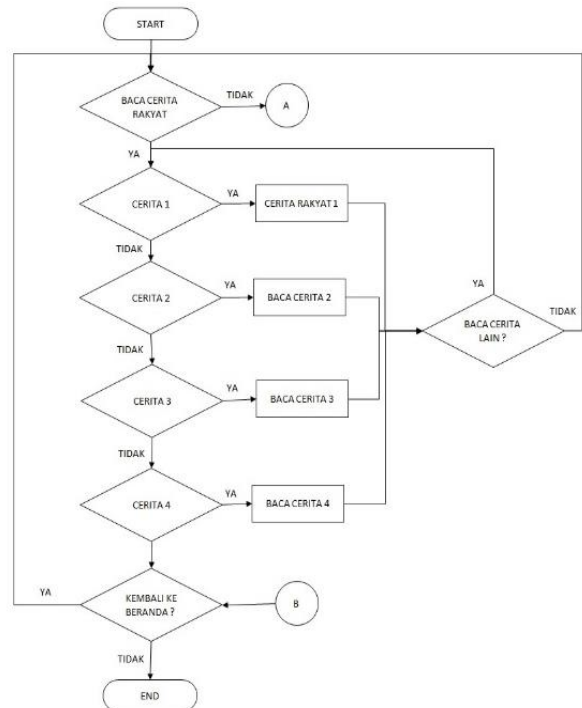 START
BACA CERITA
RAKYAT
TIDAK
A
YA
CERITA 1
YA
CERITA RAKYAT 1
TIDAK
CERITA 2
YA
BACA CERITA 2
YA
BACA CERITA
LAIN ?
TIDAK
TIDAK
CERITA 3
YA
BACA CERITA 3
TIDAK
CERITA 4
YA
BACA CERITA 4
YA
KEMBALI KE
BERANDA ?
B
TIDAK
END